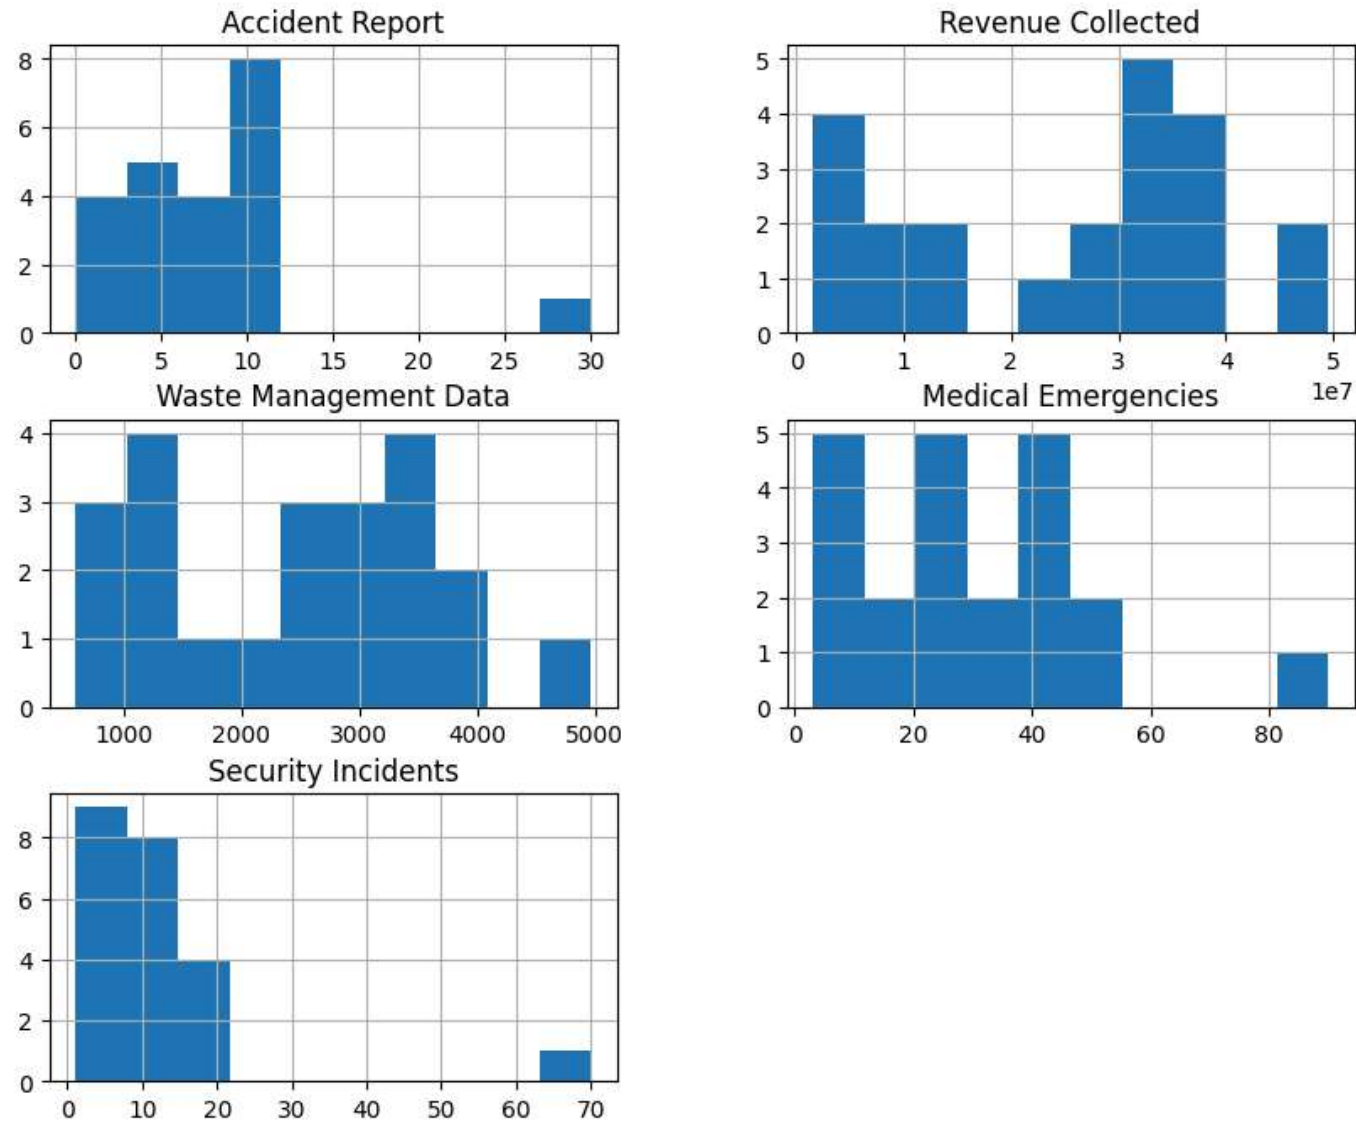 Accident Report
8
6
4
2
0
0 5 10 15 20 25 30
Revenue Collected
5
4
3
2
1
0
0 1 2 3 4 5
1e7
Waste Management Data
4
3
2
1
0
1000 2000 3000 4000 5000
Medical Emergencies
5
4
3
2
1
0
0 20 40 60 80
Security Incidents
8
6
4
2
0
0 10 20 30 40 50 60 70